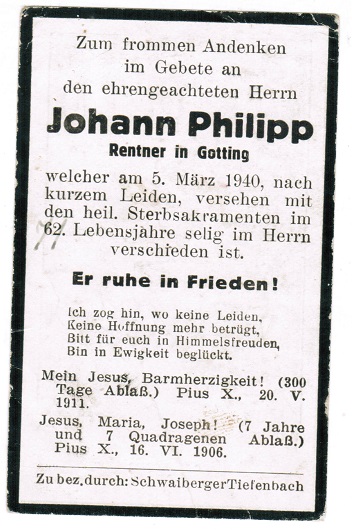 Zum frommen Andenken
im Gebete an
den ehrengeachteten Herrn
Johann Philipp
Rentner in Gotting
welcher am 5. März 1940, nach
kurzem Leiden, versehen mit
den heil. Sterbsakramenten im
62. Lebensjahre selig im Herrn
verschieden ist.
Er ruhe in Frieden!
Ich zog hin, wo keine Leiden,
Keine Hoffnung mehr betrügt,
Bitt für euch in Himmelsfreuden,
Bin in Ewigkeit beglückt.
Mein Jesus, Barmherzigkeit! (300
Tage Ablaß.) Pius X., 20. V.
1911.
Jesus, Maria, Joseph! (7 Jahre
und 7 Quadragenen Ablaß.)
Pius X., 16. VI. 1906.
Zu bez. durch: Schwaiberger Tiefenbach